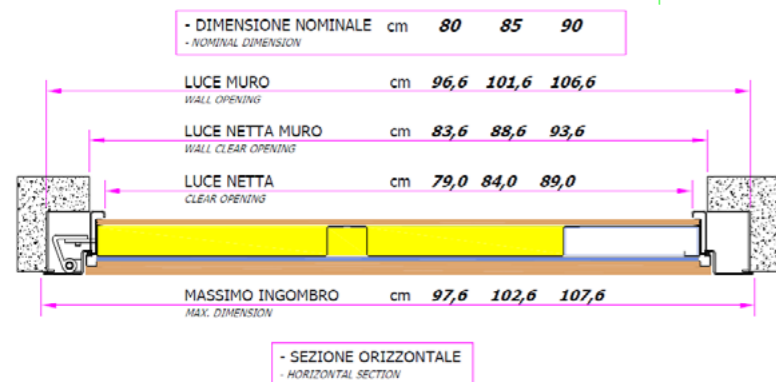 - DIMENSIONE NOMINALE cm 80 85 90
- NOMINAL DIMENSION
LUCE MURO cm 96,6 101,6 106,6
WALL OPENING
LUCE NETTA MURO cm 83,6 88,6 93,6
WALL CLEAR OPENING
LUCE NETTA cm 79,0 84,0 89,0
CLEAR OPENING
MASSIMO INGOMBRO cm 97,6 102,6 107,6
MAX. DIMENSION
- SEZIONE ORIZZONTALE
- HORIZONTAL SECTION